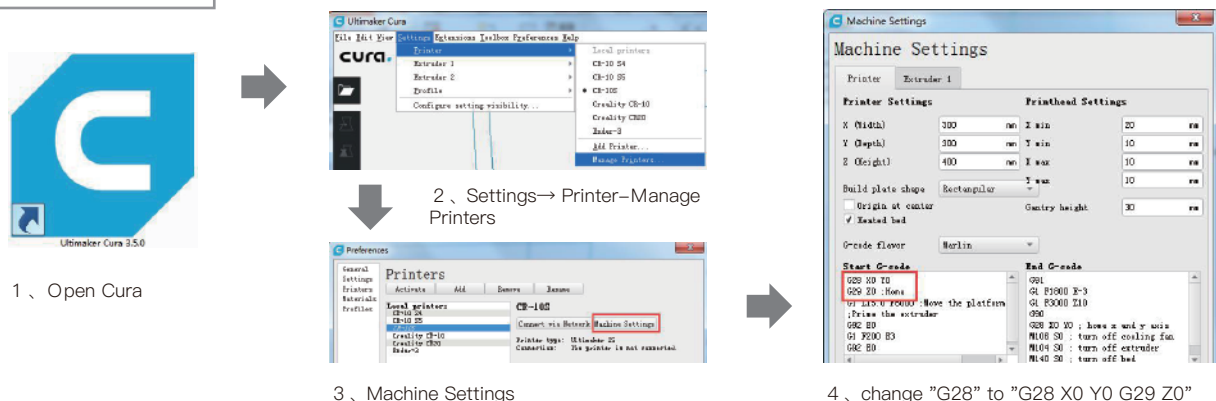 Ultimaker Cura 3.5.0
1 、Open Cura
Ultimaker Cura
File Edit View Settings Extensions Toolbox Preferences Help
cura.
Printer
Extruder 1
Extruder 2
Profile
Configure setting visibility...
Local printers
CR-10 S4
CR-10 S5
CR-10S
Creality CR-10
Creality CR20
Ender-3
Add Printer...
Manage Printers...
2 、Settings→ Printer–Manage
Printers
Preferences
General
Settings
Printers
Materials
Profiles
Printers
Activate Add Remove Rename
Local printers
CR-10 S4
CR-10 S5
Creality CR-10
Creality CR20
Ender-3
CR-10S
Connect via Network Machine Settings
Printer type:
Connection: The printer is not connected.
3 、Machine Settings
Machine Settings
Machine Settings
Printer Extruder 1
Printer Settings
X (Width) 300 mm
Y (Depth) 300 mm
Z (Height) 400 mm
Build plate shape Rectangular
Origin at center
Heated bed
G-code flavor Marlin
Printhead Settings
X min 20 mm
Y min 10 mm
X max 10 mm
Y max 10 mm
Gantry height 30 mm
Start G-code
G28 X0 Y0
G29 Z0 ;Home
G1 Z15.0 F6000 ;Move the platform
;Prime the extruder
G92 E0
G1 F200 E3
G92 E0
End G-code
G91
G1 F1800 E-3
G1 F3000 Z10
G90
G28 X0 Y0 ; home x and y axis
M106 S0 ; turn off cooling fan
M104 S0 ; turn off extruder
M140 S0 ; turn off bed
4 、change "G28" to "G28 X0 Y0 G29 Z0"